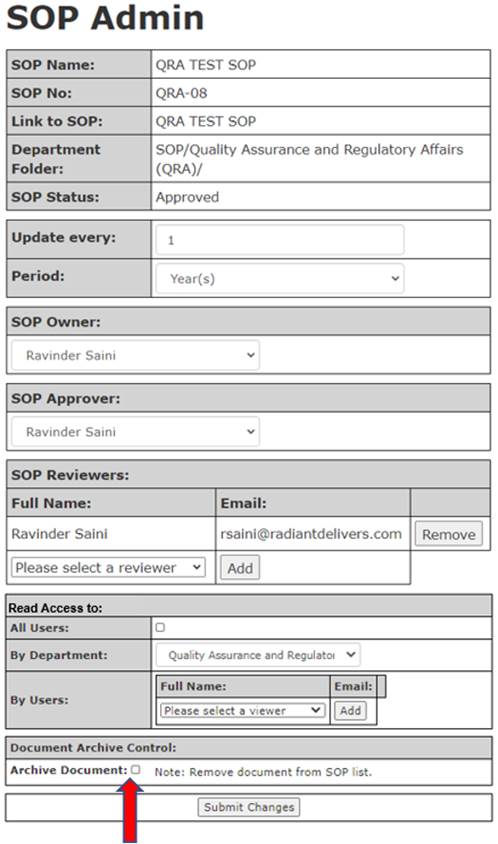 SOP Admin
SOP Name: QRA TEST SOP
SOP No: QRA-08
Link to SOP: QRA TEST SOP
Department Folder: SOP/Quality Assurance and Regulatory Affairs (QRA)/
SOP Status: Approved
Update every: 1
Period: Year(s)
SOP Owner:
Ravinder Saini
SOP Approver:
Ravinder Saini
SOP Reviewers:
Full Name: Email:
Ravinder Saini rsaini@radiantdelivers.com Remove
Please select a reviewer Add
Read Access to:
All Users:
By Department: Quality Assurance and Regulator
By Users:
Full Name: Email:
Please select a viewer Add
Document Archive Control:
Archive Document: Note: Remove document from SOP list.
Submit Changes